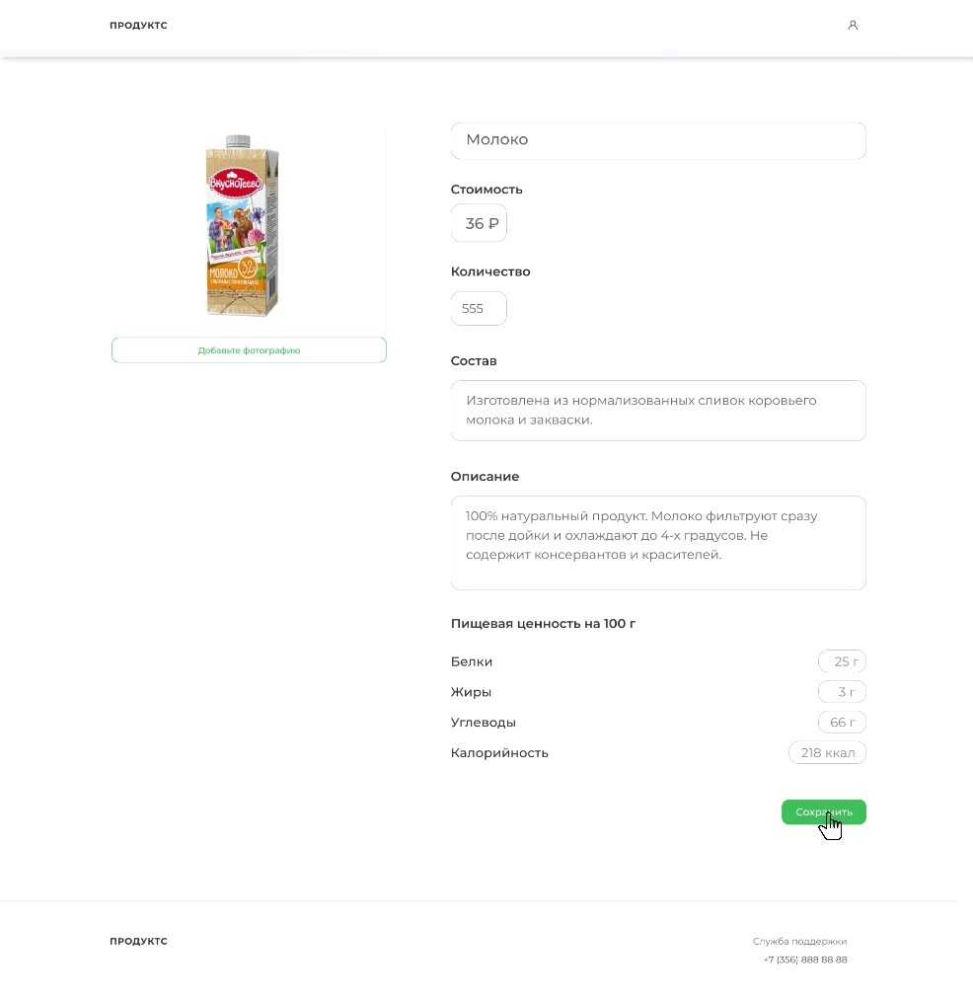 ПРОДУКТС
ВКУСНОТЕЕВО
МОЛОКО 3,2%
УЛЬТРАПАСТЕРИЗОВАННОЕ
Добавьте фотографию
Молоко
Стоимость
36 ₽
Количество
555
Состав
Изготовлена из нормализованных сливок коровьего
молока и закваски.
Описание
100% натуральный продукт. Молоко фильтруют сразу
после дойки и охлаждают до 4-х градусов. Не
содержит консервантов и красителей.
Пищевая ценность на 100 г
Белки 25 г
Жиры 3 г
Углеводы 66 г
Калорийность 218 ккал
Сохранить
ПРОДУКТС
Служба поддержки
+7 (356) 888 88 88